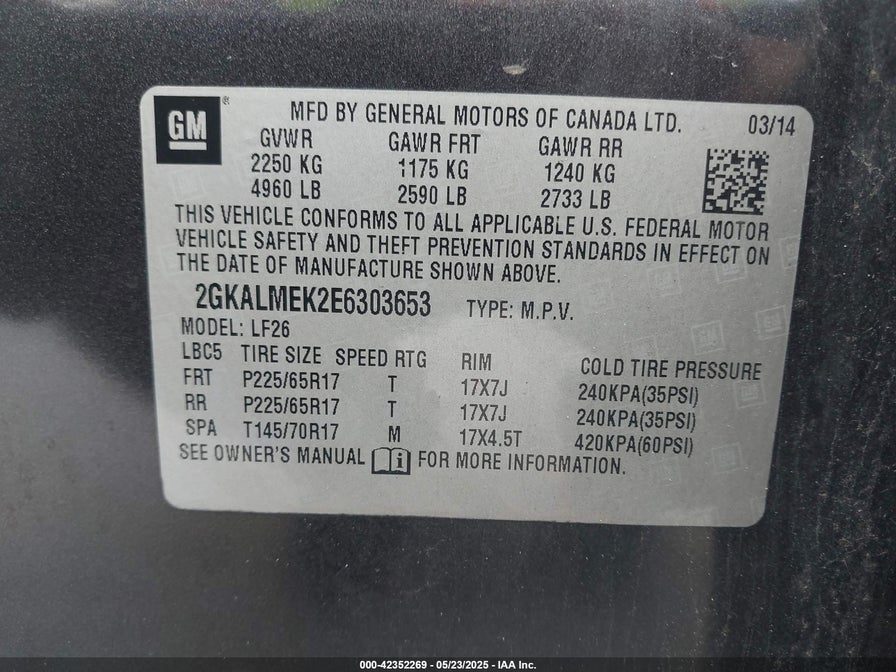 GM ®
MFD BY GENERAL MOTORS OF CANADA LTD. 03/14
GVWR GAWR FRT GAWR RR
2250 KG 1175 KG 1240 KG
4960 LB 2590 LB 2733 LB
THIS VEHICLE CONFORMS TO ALL APPLICABLE U.S. FEDERAL MOTOR
VEHICLE SAFETY AND THEFT PREVENTION STANDARDS IN EFFECT ON
THE DATE OF MANUFACTURE SHOWN ABOVE.
2GKALMEK2E6303653 TYPE: M.P.V.
MODEL: LF26
LBC5 TIRE SIZE SPEED RTG RIM COLD TIRE PRESSURE
FRT P225/65R17 T 17X7J 240KPA(35PSI)
RR P225/65R17 T 17X7J 240KPA(35PSI)
SPA T145/70R17 M 17X4.5T 420KPA(60PSI)
SEE OWNER'S MANUAL i FOR MORE INFORMATION.
000-42352269 - 05/23/2025 - IAA Inc.